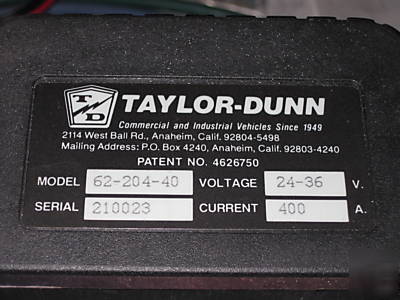 T D
TAYLOR-DUNN
Commercial and Industrial Vehicles Since 1949
2114 West Ball Rd., Anaheim, Calif. 92804-5498
Mailing Address: P.O. Box 4240, Anaheim, Calif. 92803-4240
PATENT NO. 4626750
MODEL 62-204-40 VOLTAGE 24-36 V.
SERIAL 210023 CURRENT 400 A.